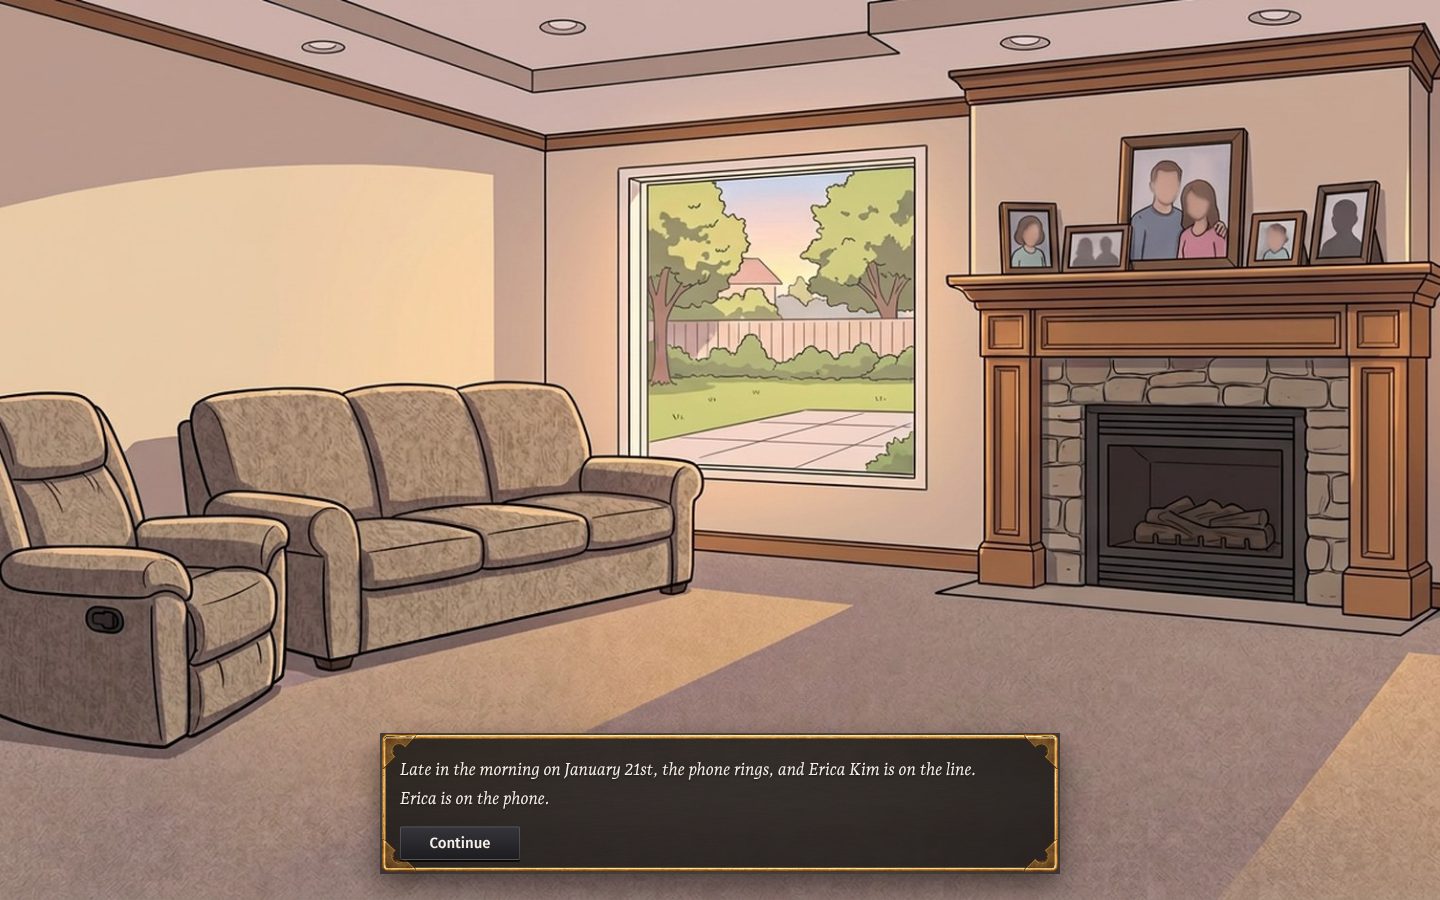 Late in the morning on January 21st, the phone rings, and Erica Kim is on the line.
Erica is on the phone.
Continue